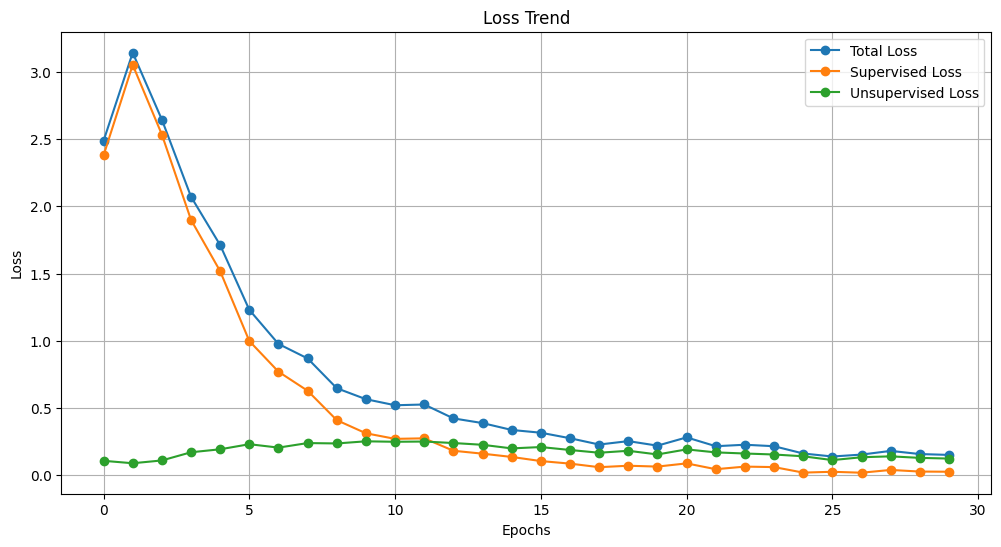 Loss Trend
Total Loss
Supervised Loss
Unsupervised Loss
Loss
3.0
2.5
2.0
1.5
1.0
0.5
0.0
0 5 10 15 20 25 30
Epochs